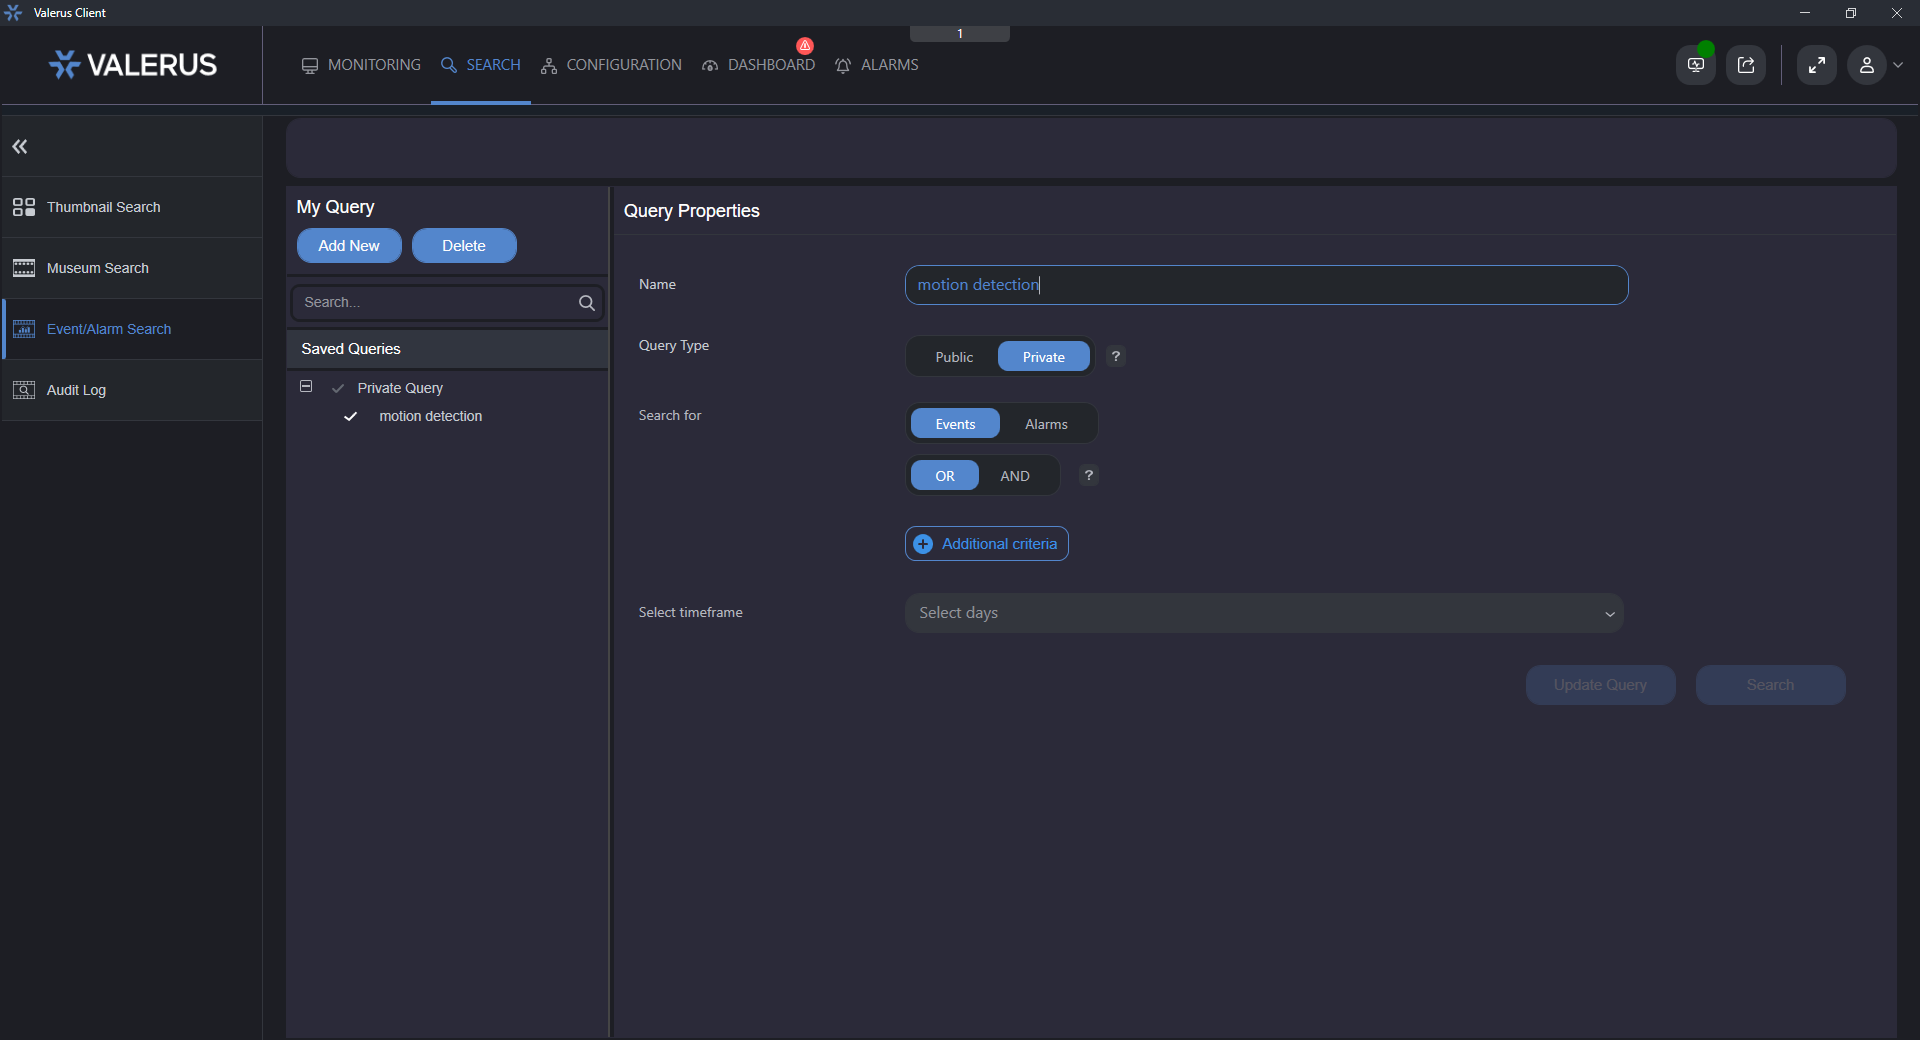 Valerus Client
1
VALERUS
MONITORING
SEARCH
CONFIGURATION
DASHBOARD
ALARMS
Thumbnail Search
Museum Search
Event/Alarm Search
Audit Log
My Query
Add New
Delete
Search...
Saved Queries
Private Query
motion detection
Query Properties
Name
motion detection
Query Type
Public
Private
?
Search for
Events
Alarms
OR
AND
?
Additional criteria
Select timeframe
Select days
Update Query
Search